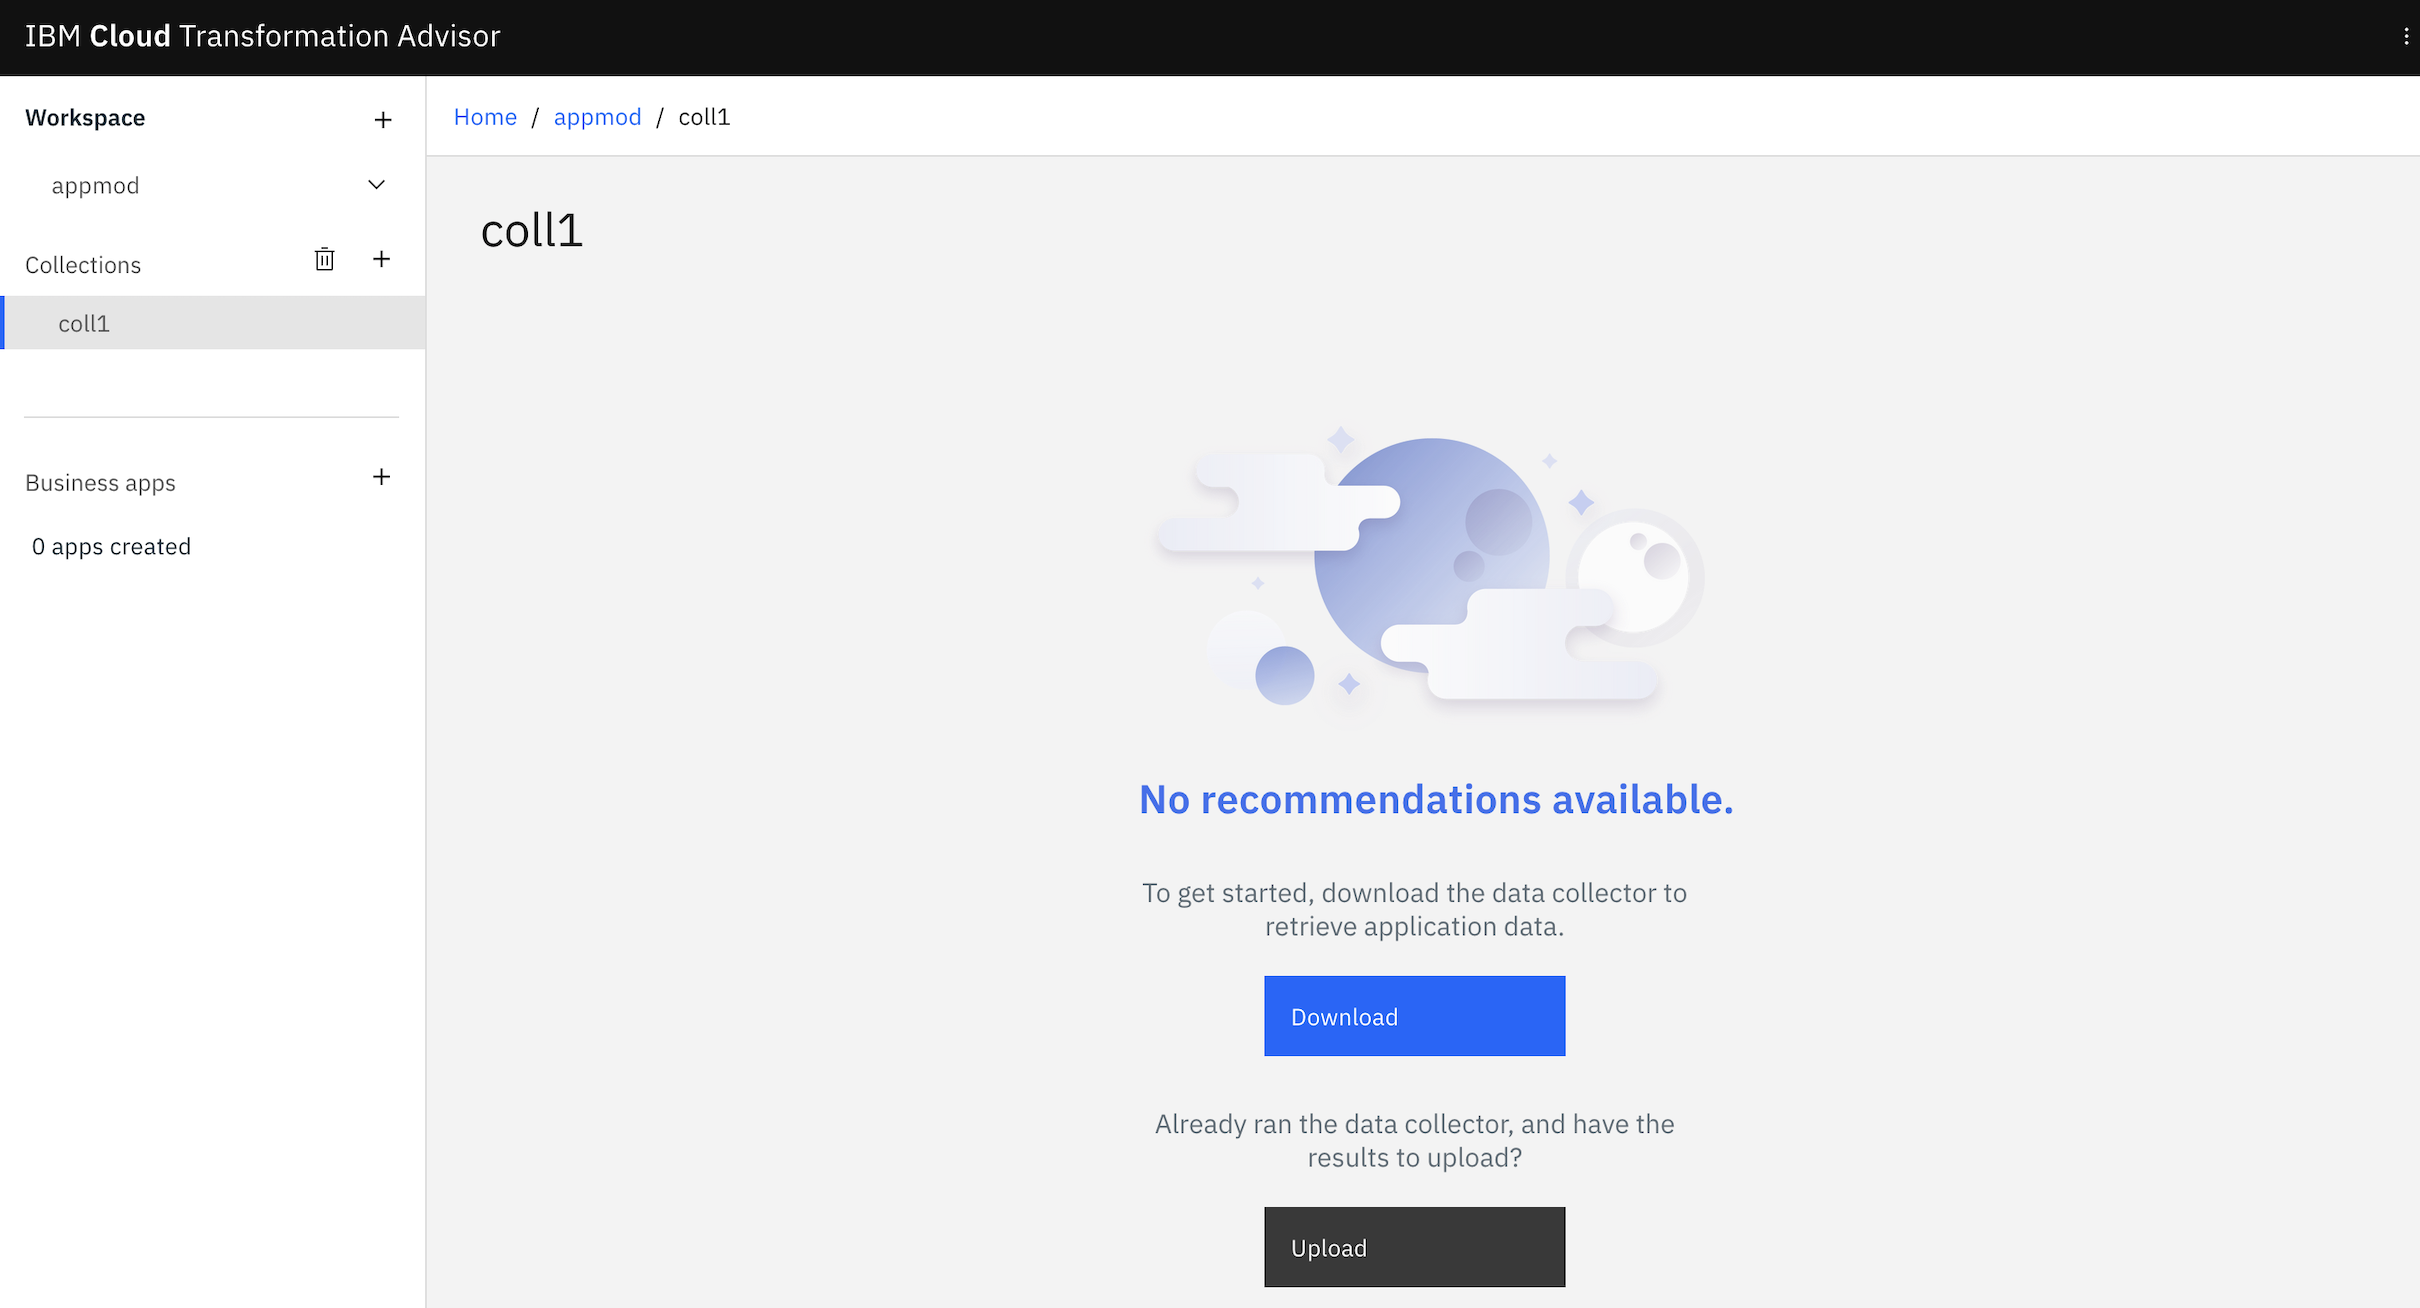 IBM Cloud Transformation Advisor
Workspace
appmod
Collections
coll1
Business apps
0 apps created
Home / appmod / coll1
coll1
No recommendations available.
To get started, download the data collector to
retrieve application data.
Download
Already ran the data collector, and have the
results to upload?
Upload